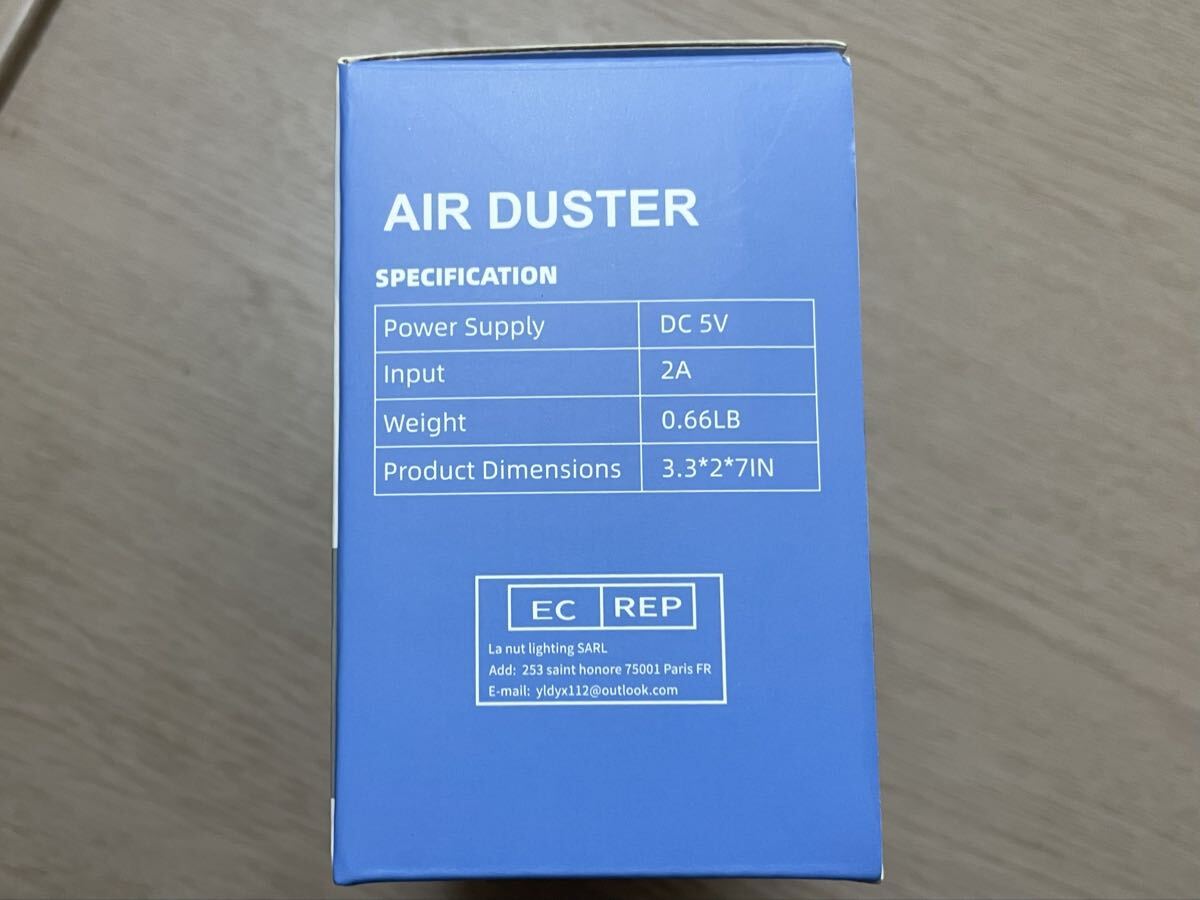 AIR DUSTER
SPECIFICATION
Power Supply DC 5V
Input 2A
Weight 0.66LB
Product Dimensions 3.3*2*7IN
EC REP
La nut lighting SARL
Add: 253 saint honore 75001 Paris FR
E-mail: yldyx112@outlook.com